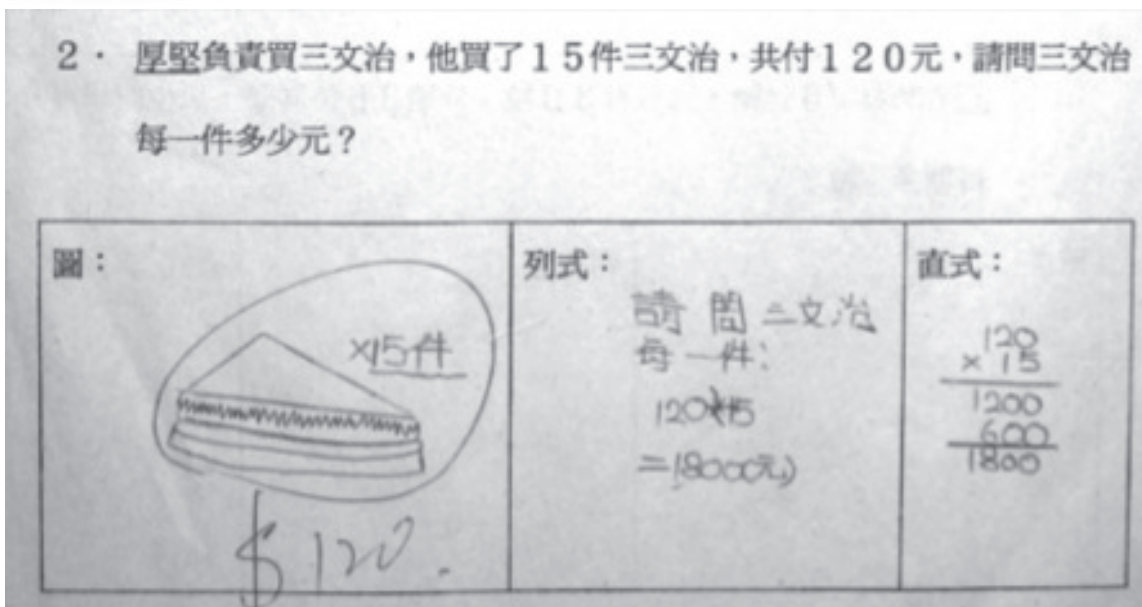 2． 厚堅負責買三文治，他買了15件三文治，共付120元，請問三文治
每一件多少元？
圖：
×15件
$120.
列式：
請問三文治
每一件：
120×15
=18000(元)
直式：
120
× 15
1200
600
1800